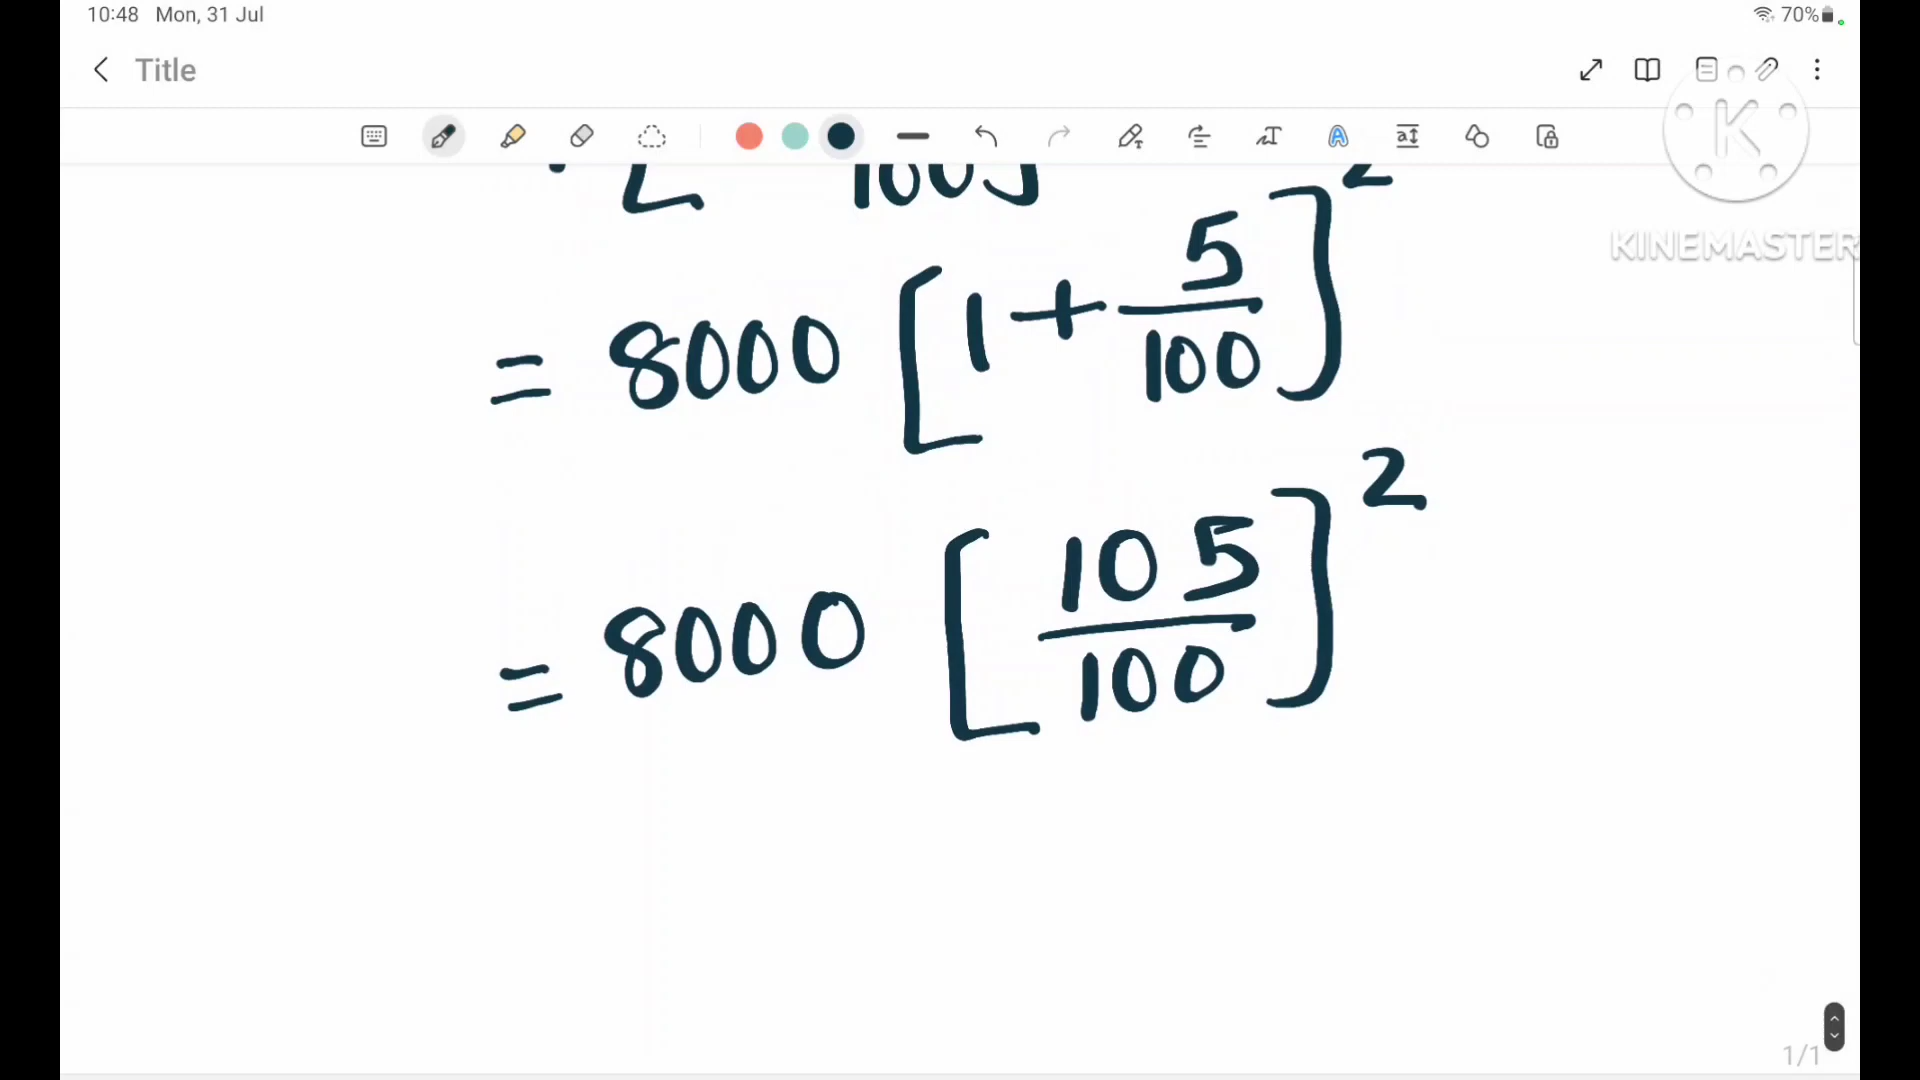 10:48 Mon, 31 Jul
70%
Title
K
KINEMASTER
100]
= 8000 [1 + 5/100]^2
= 8000 [105/100]^2
1/1